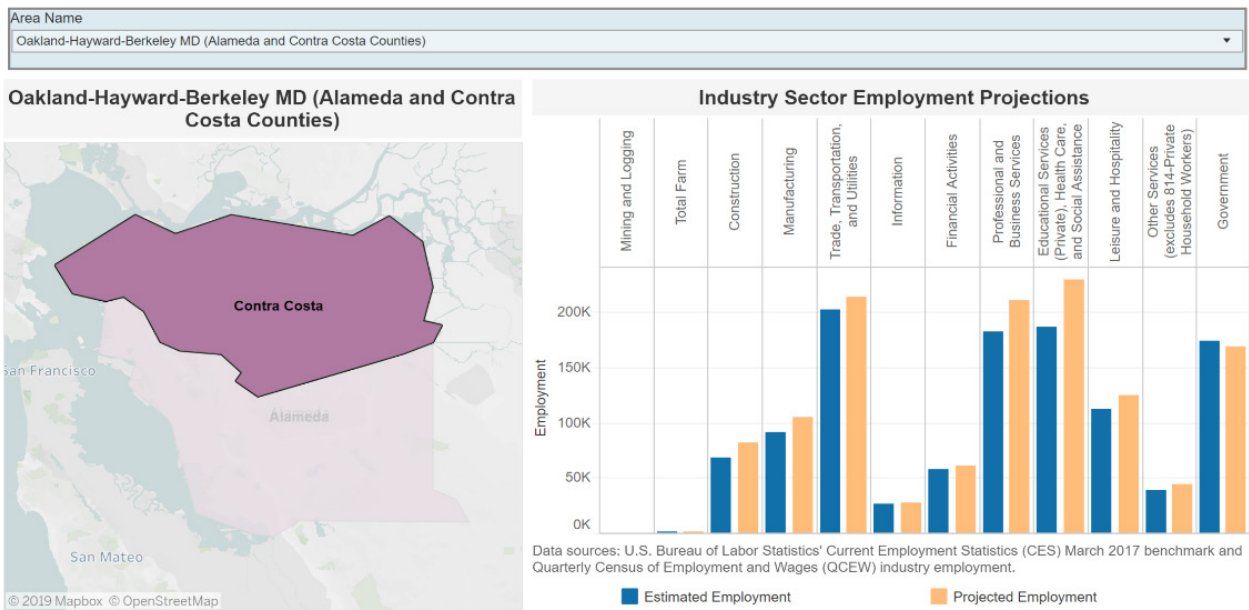 Area Name
Oakland-Hayward-Berkeley MD (Alameda and Contra Costa Counties)
Oakland-Hayward-Berkeley MD (Alameda and Contra
Costa Counties)
Contra Costa
San Francisco
Alameda
San Mateo
© 2019 Mapbox © OpenStreetMap
Industry Sector Employment Projections
Mining and Logging
Total Farm
Construction
Manufacturing
Trade, Transportation,
and Utilities
Information
Financial Activities
Professional and
Business Services
Educational Services
(Private), Health Care,
and Social Assistance
Leisure and Hospitality
Other Services
(excludes 814-Private
Household Workers)
Government
Employment
200K
150K
100K
50K
0K
Data sources: U.S. Bureau of Labor Statistics' Current Employment Statistics (CES) March 2017 benchmark and
Quarterly Census of Employment and Wages (QCEW) industry employment.
Estimated Employment
Projected Employment